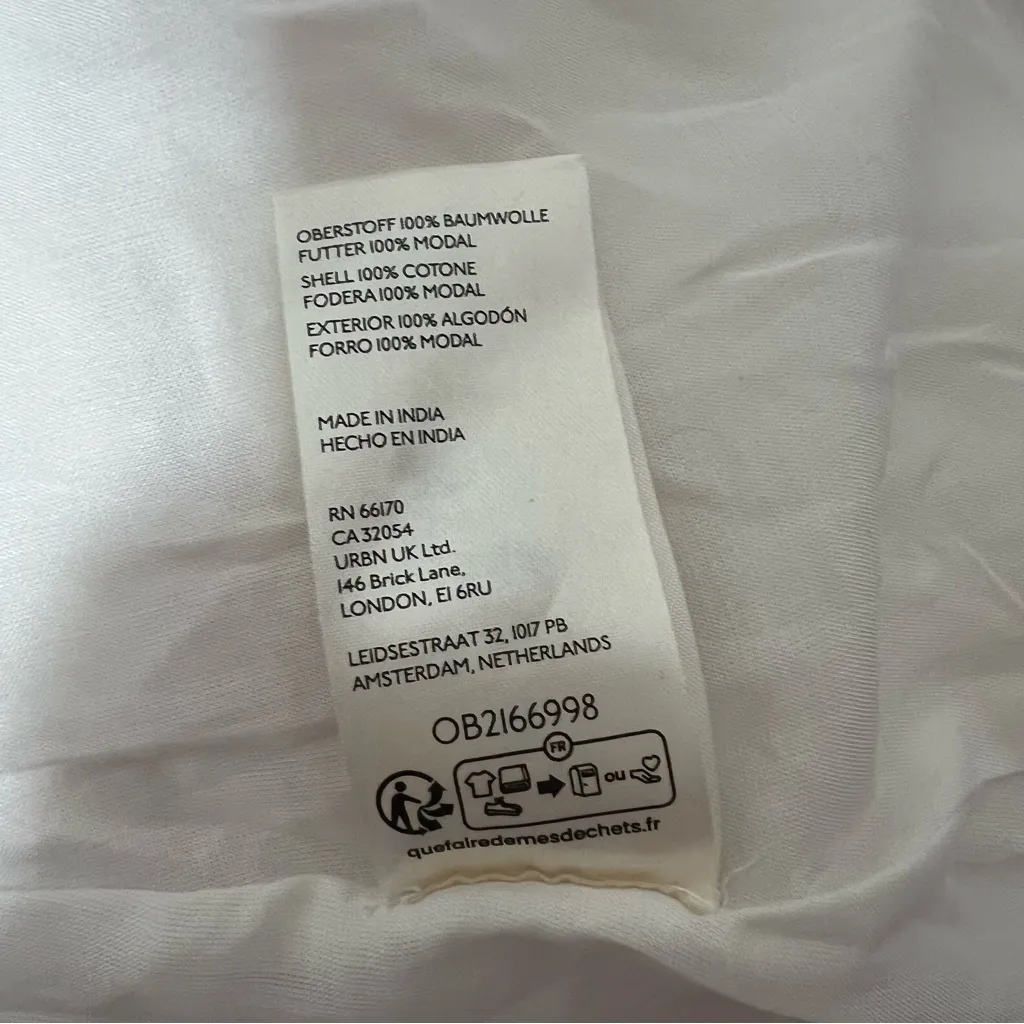 OBERSTOFF 100% BAUMWOLLE
FUTTER 100% MODAL
SHELL 100% COTONE
FODERA 100% MODAL
EXTERIOR 100% ALGODÓN
FORRO 100% MODAL
MADE IN INDIA
HECHO EN INDIA
RN 66170
CA 32054
URBN UK Ltd.
146 Brick Lane,
LONDON, E1 6RU
LEIDSESTRAAT 32, 1017 PB
AMSTERDAM, NETHERLANDS
OB2166998
FR
ou
quefairedemesdechets.fr